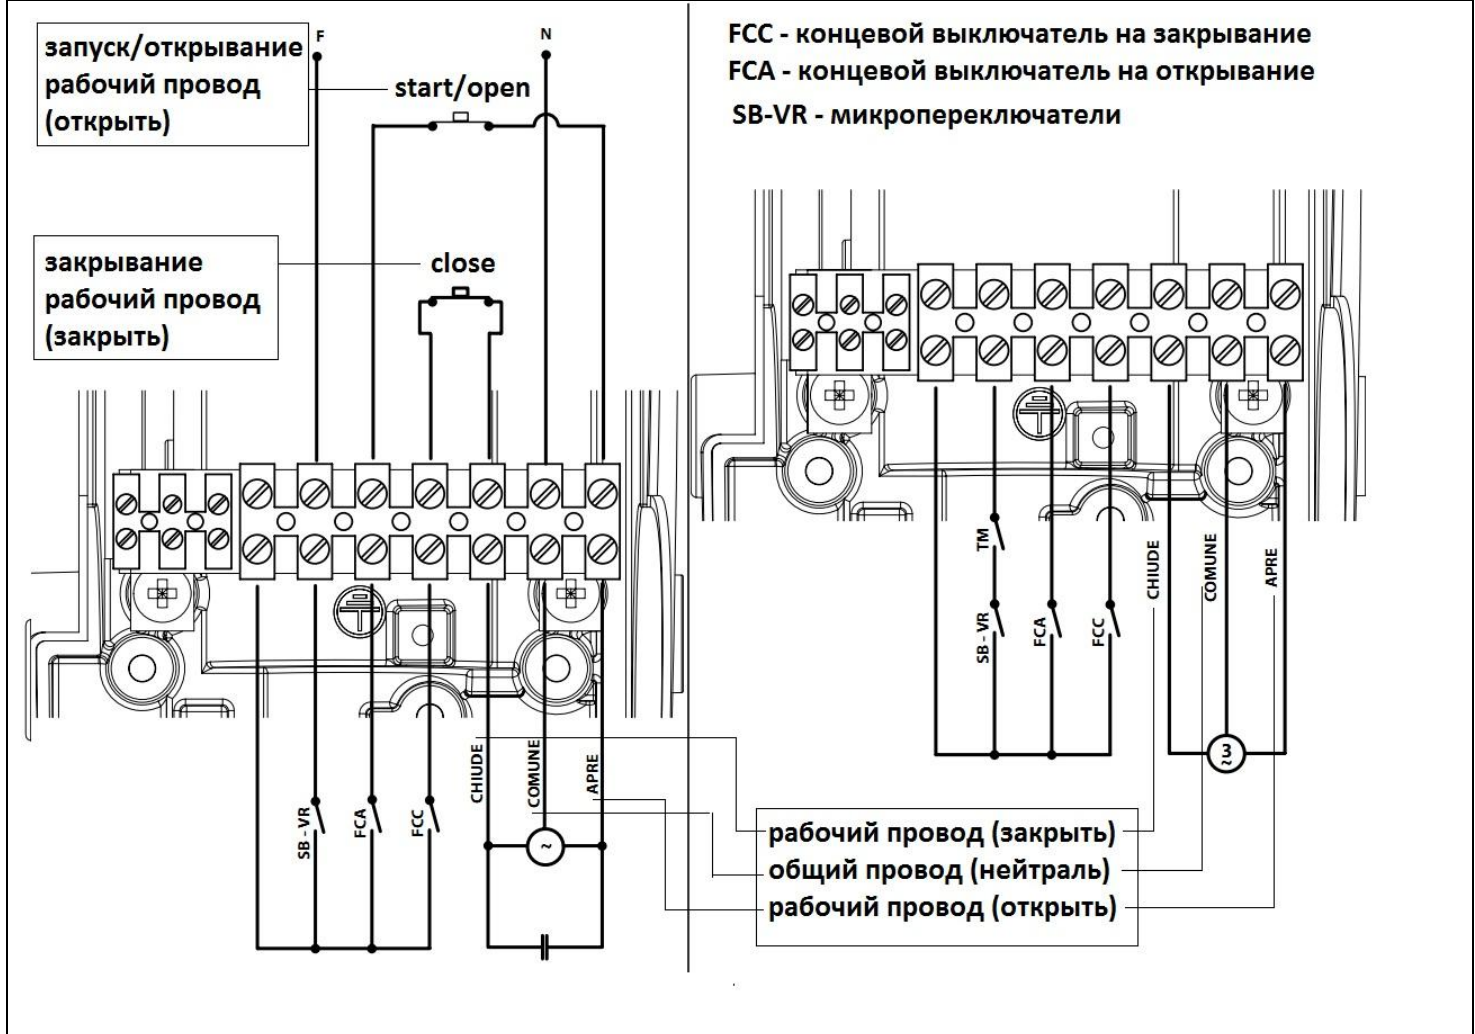 запуск/открывание
рабочий провод
(открыть)
F
N
start/open
закрывание
рабочий провод
(закрыть)
close
SB - VR
FCA
FCC
CHIUDE
COMUNE
APRE
~
FCC - концевой выключатель на закрывание
FCA - концевой выключатель на открывание
SB-VR - микропереключатели
TM
SB - VR
FCA
FCC
CHIUDE
COMUNE
APRE
3
~
рабочий провод (закрыть)
общий провод (нейтраль)
рабочий провод (открыть)